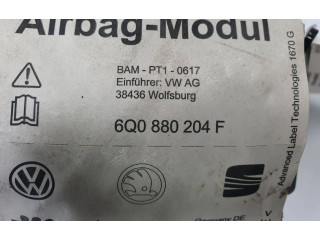 Airbag-Modul
BAM - PT1 - 0617
Einführer: VW AG
38436 Wolfsburg
6Q0 880 204 F
Advanced Label Technologies 1670 G